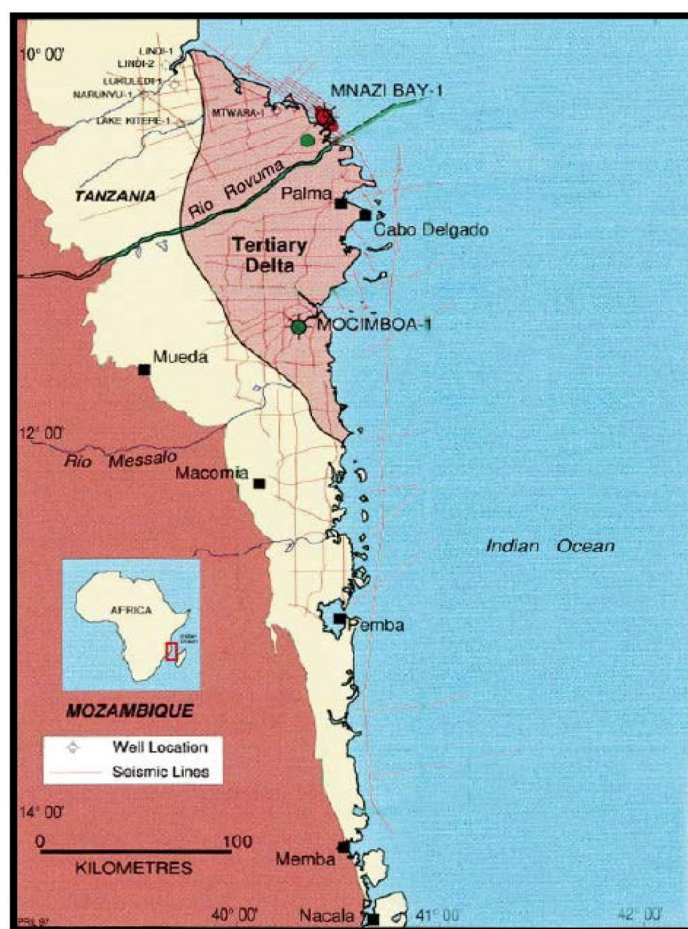 10° 00'
LINDI-1
LINDI-2
LUKULEDI-1
NARUNYU-1
MTWARA-1
MNAZI BAY-1
LAKE KITERE-1
TANZANIA
Rio Rovuma
Palma
Cabo Delgado
Tertiary
Delta
MOCIMBOA-1
Mueda
12° 00'
Rio Messalo
Macomia
Indian Ocean
Pemba
AFRICA
MOZAMBIQUE
Well Location
Seismic Lines
14° 00'
0 100
KILOMETRES
Memba
Nacala
40° 00' 41° 00' 42° 00'